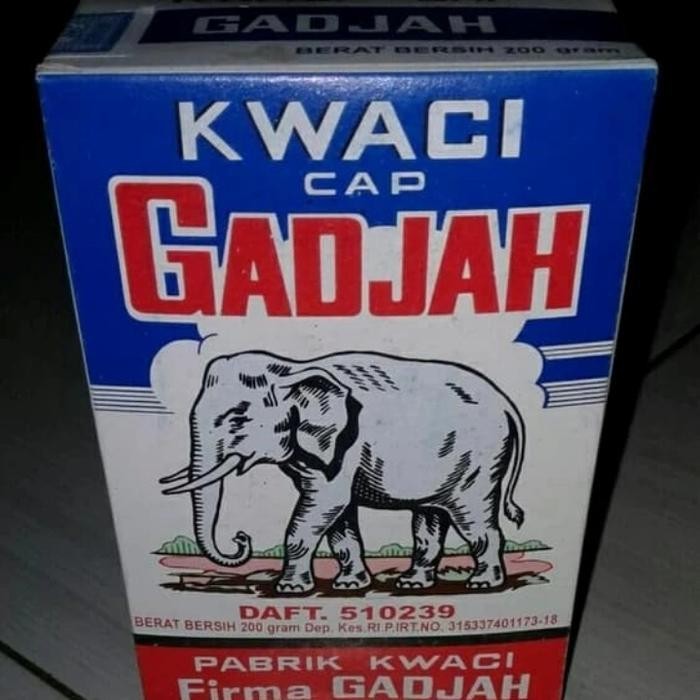 GADJAH
BERAT BERSIH 200 gram
KWACI
CAP
GADJAH
DAFT. 510239
BERAT BERSIH 200 gram Dep. Kes.RI.P.IRT.NO. 315337401173-18
PABRIK KWACI
Firma GADJAH